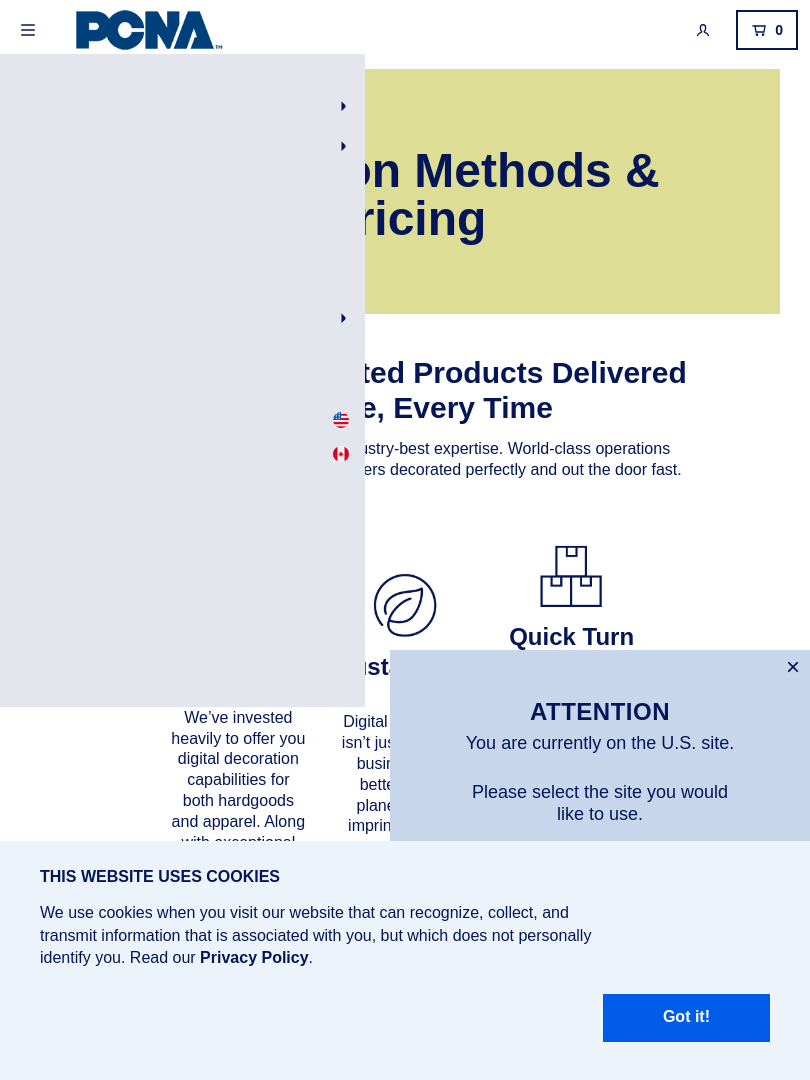 PCNA™
0
on Methods &
ricing
ted Products Delivered
e, Every Time
ustry-best expertise. World-class operations
ers decorated perfectly and out the door fast.
Quick Turn
We’ve invested
heavily to offer you
digital decoration
capabilities for
both hardgoods
and apparel. Along
with exceptional
Digital
isn’t jus
busin
bette
plane
imprin
ATTENTION
You are currently on the U.S. site.
Please select the site you would
like to use.
THIS WEBSITE USES COOKIES
We use cookies when you visit our website that can recognize, collect, and
transmit information that is associated with you, but which does not personally
identify you. Read our Privacy Policy.
Got it!